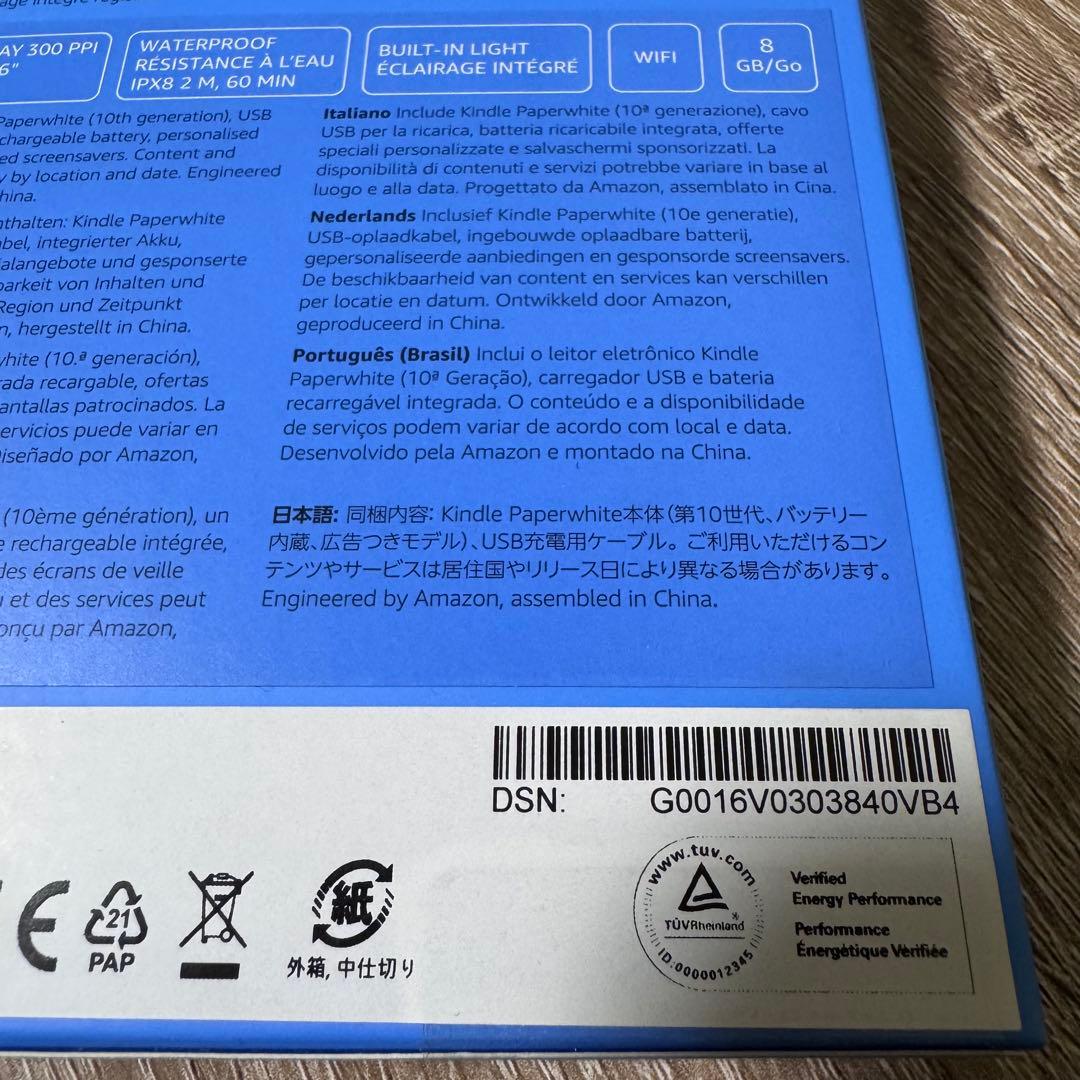 AY 300 PPI
6"
WATERPROOF
RÉSISTANCE À L'EAU
IPX8 2 M, 60 MIN
BUILT-IN LIGHT
ÉCLAIRAGE INTÉGRÉ
WIFI
8
GB/Go
Paperwhite (10th generation), USB
chargeable battery, personalised
ed screensavers. Content and
y by location and date. Engineered
hina.
nthalten: Kindle Paperwhite
abel, integrierter Akku,
ialangebote und gesponserte
barkeit von Inhalten und
Region und Zeitpunkt
n, hergestellt in China.
white (10.ª generación),
rada recargable, ofertas
antallas patrocinados. La
ervicios puede variar en
Diseñado por Amazon,
(10ème génération), un
e rechargeable intégrée,
des écrans de veille
u et des services peut
onçu par Amazon,
Italiano Include Kindle Paperwhite (10ª generazione), cavo
USB per la ricarica, batteria ricaricabile integrata, offerte
speciali personalizzate e salvaschermi sponsorizzati. La
disponibilità di contenuti e servizi potrebbe variare in base al
luogo e alla data. Progettato da Amazon, assemblato in Cina.
Nederlands Inclusief Kindle Paperwhite (10e generatie),
USB-oplaadkabel, ingebouwde oplaadbare batterij,
gepersonaliseerde aanbiedingen en gesponsorde screensavers.
De beschikbaarheid van content en services kan verschillen
per locatie en datum. Ontwikkeld door Amazon,
geproduceerd in China.
Português (Brasil) Inclui o leitor eletrônico Kindle
Paperwhite (10ª Geração), carregador USB e bateria
recarregável integrada. O conteúdo e a disponibilidade
de serviços podem variar de acordo com local e data.
Desenvolvido pela Amazon e montado na China.
日本語: 同梱内容: Kindle Paperwhite本体(第10世代、バッテリー
内蔵、広告つきモデル)、USB充電用ケーブル。ご利用いただけるコン
テンツやサービスは居住国やリリース日により異なる場合があります。
Engineered by Amazon, assembled in China.
DSN: G0016V0303840VB4
CE
21
PAP
紙
外箱, 中仕切り
www.tuv.com
TÜVRheinland
ID:0000012345
Verified
Energy Performance
Performance
Énergétique Vérifiée